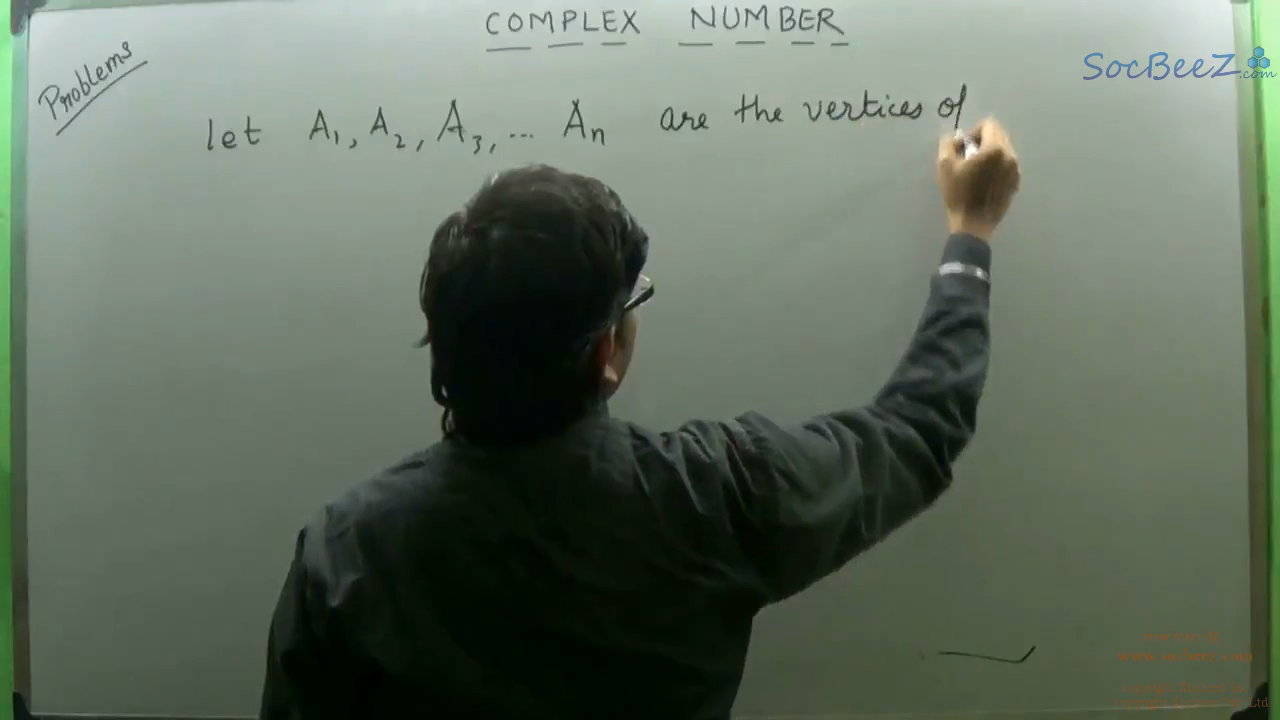 COMPLEX NUMBER
Problems
SocBeeZ.com
let A1, A2, A3, ... An are the vertices of